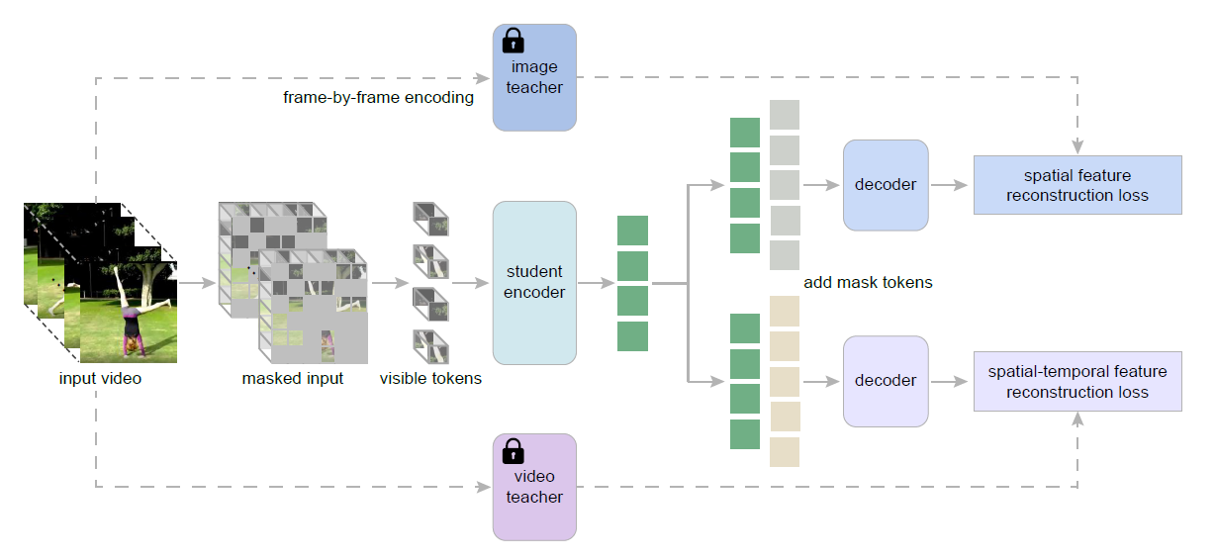 image
teacher
frame-by-frame encoding
decoder
spatial feature
reconstruction loss
student
encoder
add mask tokens
input video
masked input
visible tokens
decoder
spatial-temporal feature
reconstruction loss
video
teacher